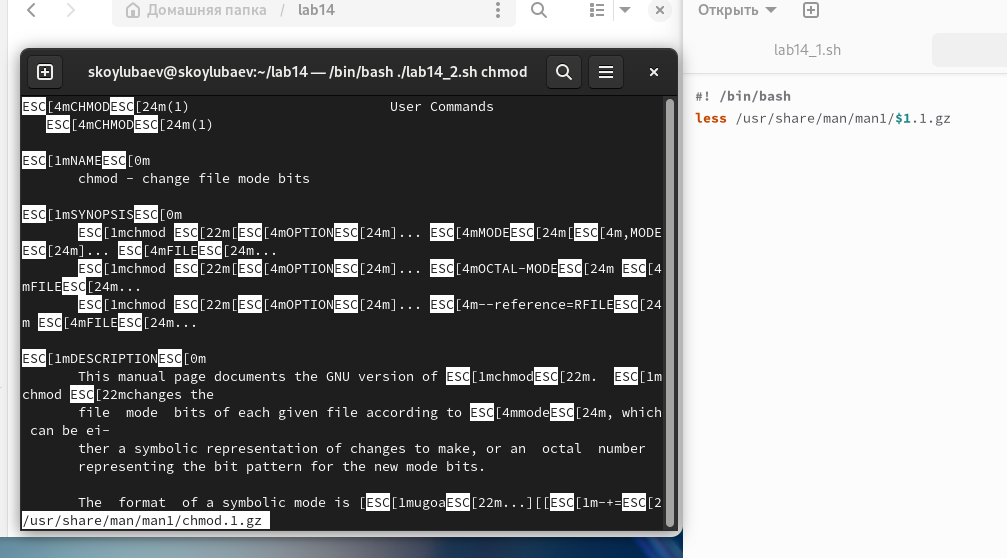 Домашняя папка / lab14
skoylubaev@skoylubaev:~/lab14 — /bin/bash ./lab14_2.sh chmod
ESC[4mCHMODESC[24m(1) User Commands
ESC[4mCHMODESC[24m(1)
ESC[1mNAMEESC[0m
chmod - change file mode bits
ESC[1mSYNOPSISESC[0m
ESC[1mchmod ESC[22m[ESC[4mOPTIONESC[24m]... ESC[4mMODEESC[24m[ESC[4m,MODE
ESC[24m]... ESC[4mFILEESC[24m...
ESC[1mchmod ESC[22m[ESC[4mOPTIONESC[24m]... ESC[4mOCTAL-MODEESC[24m ESC[4
mFILEESC[24m...
ESC[1mchmod ESC[22m[ESC[4mOPTIONESC[24m]... ESC[4m--reference=RFILEESC[24
m ESC[4mFILEESC[24m...
ESC[1mDESCRIPTIONESC[0m
This manual page documents the GNU version of ESC[1mchmodESC[22m. ESC[1m
chmod ESC[22mchanges the
file mode bits of each given file according to ESC[4mmodeESC[24m, which
can be ei-
ther a symbolic representation of changes to make, or an octal number
representing the bit pattern for the new mode bits.
The format of a symbolic mode is [ESC[1mugoaESC[22m...][[ESC[1m-+=ESC[2
/usr/share/man/man1/chmod.1.gz
Открыть
lab14_1.sh
#! /bin/bash
less /usr/share/man/man1/$1.1.gz